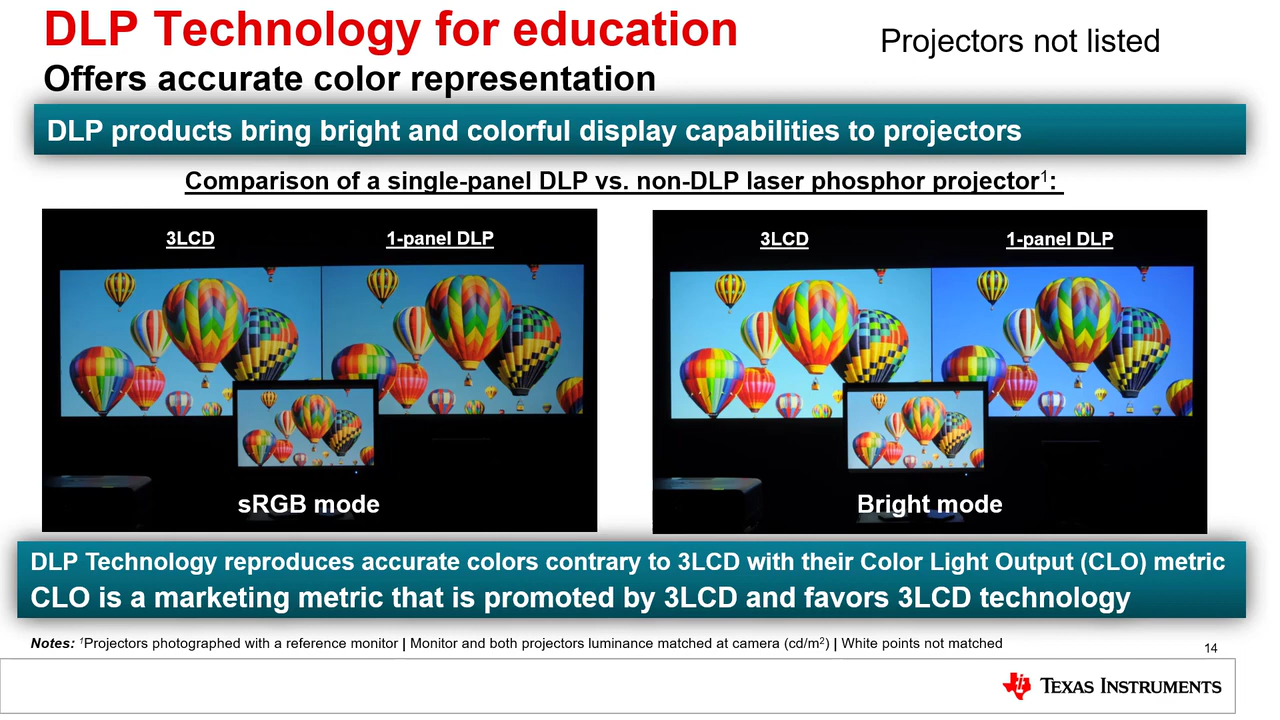 DLP Technology for education
Projectors not listed
Offers accurate color representation
DLP products bring bright and colorful display capabilities to projectors
Comparison of a single-panel DLP vs. non-DLP laser phosphor projector¹:
3LCD
1-panel DLP
sRGB mode
3LCD
1-panel DLP
Bright mode
DLP Technology reproduces accurate colors contrary to 3LCD with their Color Light Output (CLO) metric
CLO is a marketing metric that is promoted by 3LCD and favors 3LCD technology
Notes: ¹Projectors photographed with a reference monitor | Monitor and both projectors luminance matched at camera (cd/m²) | White points not matched
14
TEXAS INSTRUMENTS